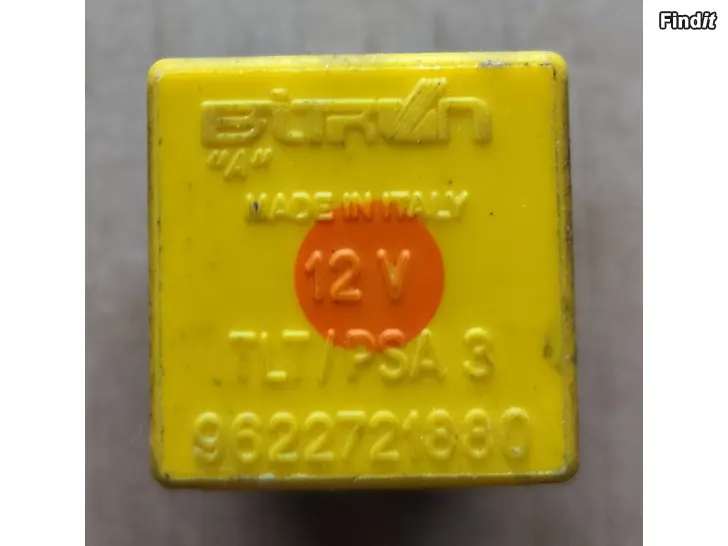 Findit
Bitron
"A"
MADE IN ITALY
12 V
TLT/PSA 3
9622721880